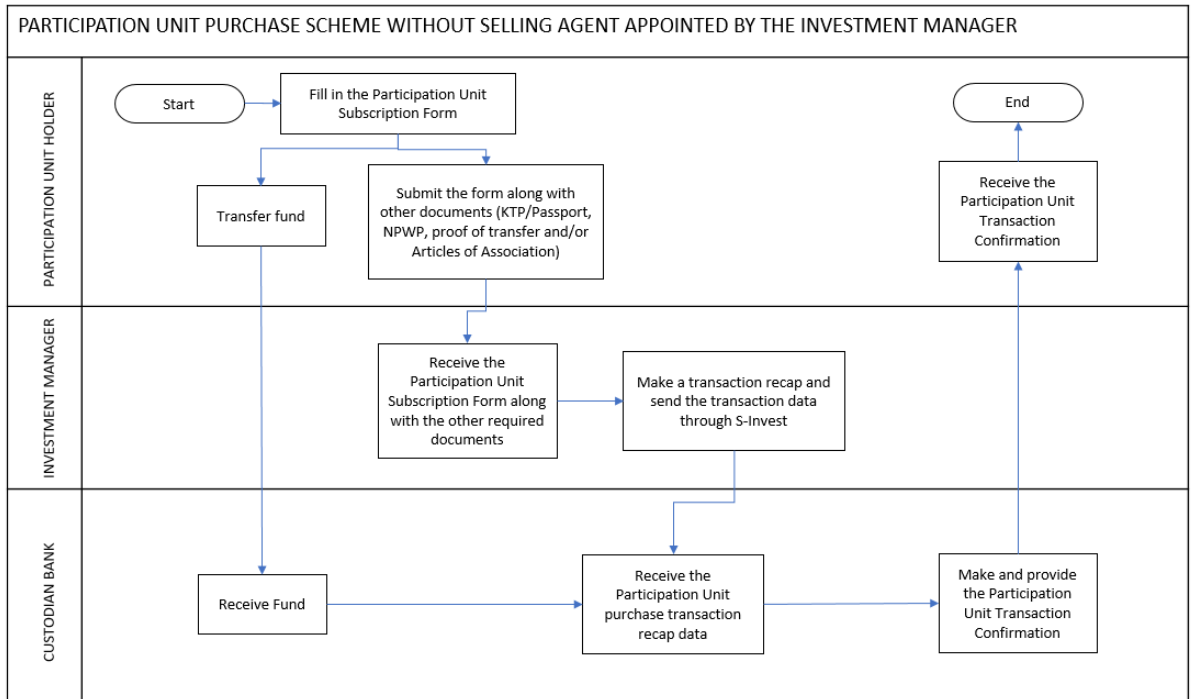 PARTICIPATION UNIT PURCHASE SCHEME WITHOUT SELLING AGENT APPOINTED BY THE INVESTMENT MANAGER
PARTICIPATION UNIT HOLDER
Start
Fill in the Participation Unit
Subscription Form
Transfer fund
Submit the form along with
other documents (KTP/Passport,
NPWP, proof of transfer and/or
Articles of Association)
End
Receive the
Participation Unit
Transaction
Confirmation
INVESTMENT MANAGER
Receive the
Participation Unit
Subscription Form along
with the other required
documents
Make a transaction recap and
send the transaction data
through S-Invest
CUSTODIAN BANK
Receive Fund
Receive the
Participation Unit
purchase transaction
recap data
Make and provide
the Participation
Unit Transaction
Confirmation